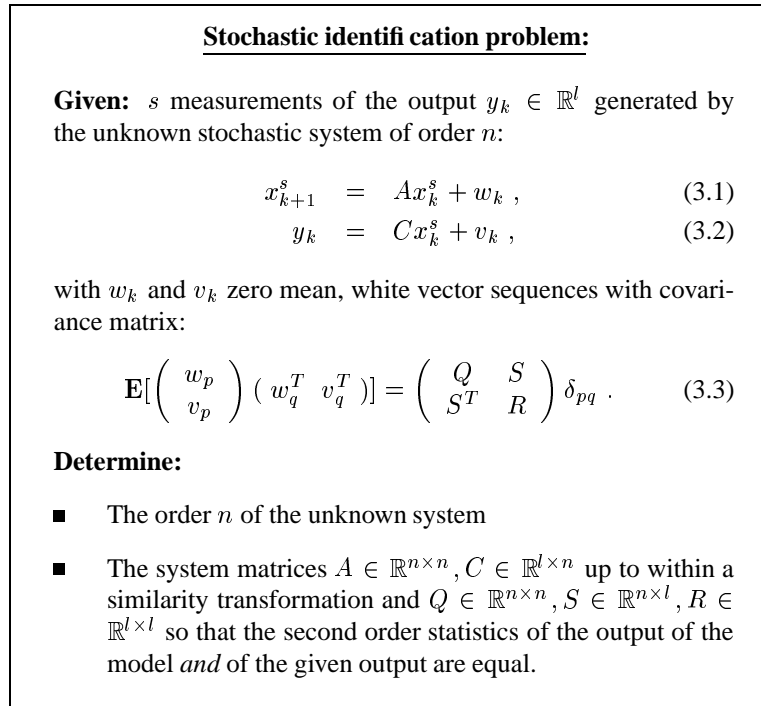 Stochastic identifi cation problem:
Given: s measurements of the output y_k ∈ ℝ^l generated by
the unknown stochastic system of order n:
x^s_{k+1} = Ax^s_k + w_k , (3.1)
y_k = Cx^s_k + v_k , (3.2)
with w_k and v_k zero mean, white vector sequences with covari-
ance matrix:
E[( w_p ; v_p ) ( w^T_q v^T_q )] = ( Q S ; S^T R ) δ_{pq} . (3.3)
Determine:
■ The order n of the unknown system
■ The system matrices A ∈ ℝ^{n×n}, C ∈ ℝ^{l×n} up to within a
similarity transformation and Q ∈ ℝ^{n×n}, S ∈ ℝ^{n×l}, R ∈
ℝ^{l×l} so that the second order statistics of the output of the
model and of the given output are equal.